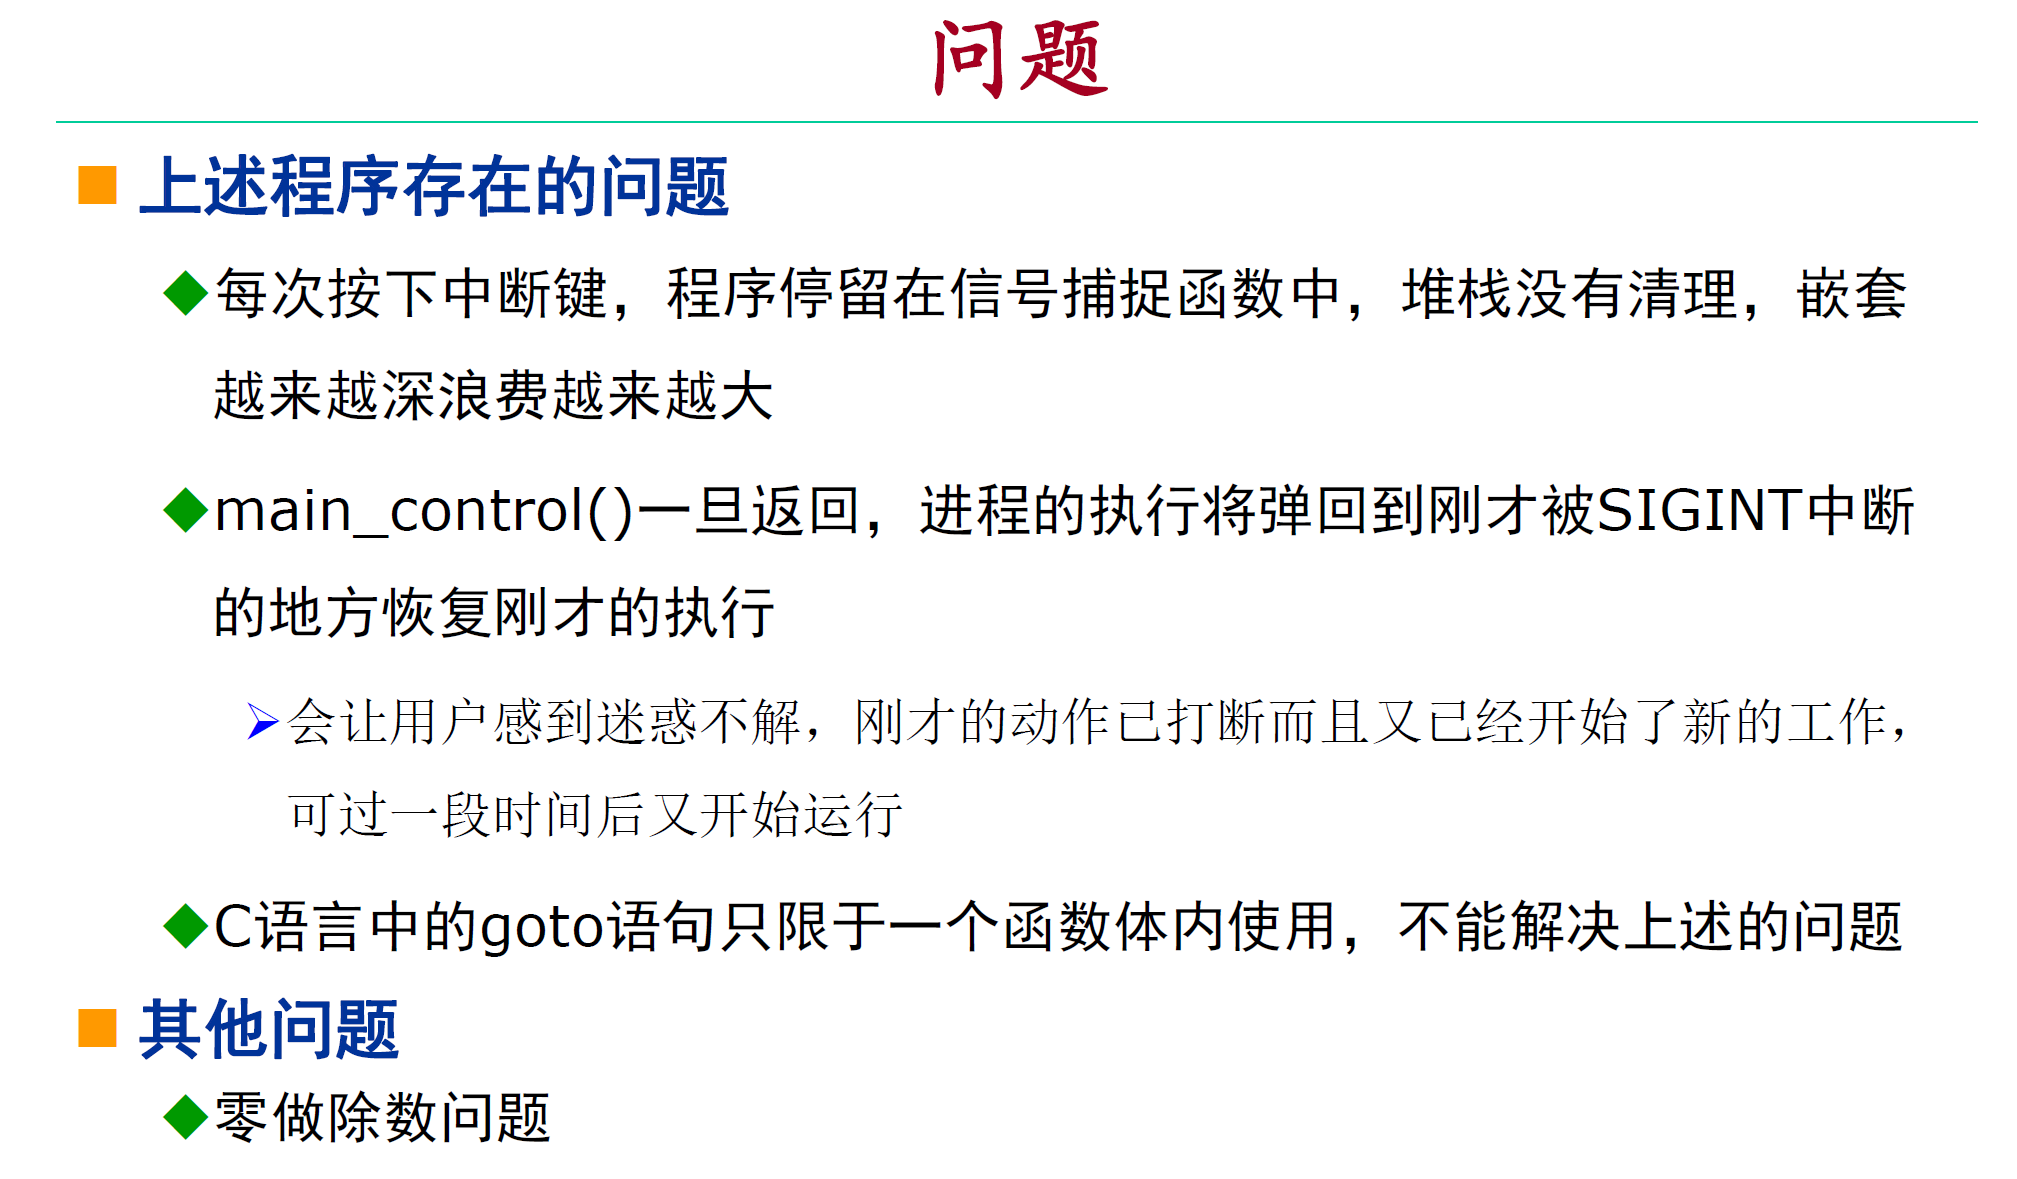 问题
上述程序存在的问题
每次按下中断键，程序停留在信号捕捉函数中，堆栈没有清理，嵌套
越来越深浪费越来越大
main_control()一旦返回，进程的执行将弹回到刚才被SIGINT中断
的地方恢复刚才的执行
会让用户感到迷惑不解，刚才的动作已打断而且又已经开始了新的工作，
可过一段时间后又开始运行
C语言中的goto语句只限于一个函数体内使用，不能解决上述的问题
其他问题
零做除数问题